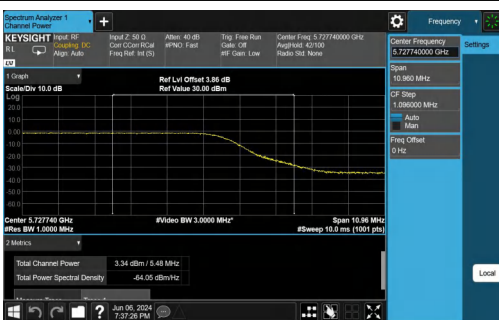 Spectrum Analyzer 1
Channel Power
+
Frequency
KEYSIGHT
Input: RF
Input Z: 50 Ω
Atten: 40 dB
Trig: Free Run
Center Freq: 5.727740000 GHz
RL
Coupling: DC
Corr CCorr RCal
#PNO: Fast
Gate: Off
Avg|Hold: 42/100
Align: Auto
Freq Ref: Int (S)
#IF Gain: Low
Radio Std: None
LXI
Center Frequency
5.727740000 GHz
Settings
Span
10.960 MHz
CF Step
1.096000 MHz
Auto
Man
Freq Offset
0 Hz
Local
1 Graph
Ref Lvl Offset 3.86 dB
Scale/Div 10.0 dB
Ref Value 30.00 dBm
Log
20.0
10.0
0.00
-10.0
-20.0
-30.0
-40.0
-50.0
-60.0
Center 5.727740 GHz
#Video BW 3.0000 MHz*
Span 10.96 MHz
#Res BW 1.0000 MHz
#Sweep 10.0 ms (1001 pts)
2 Metrics
Total Channel Power
3.34 dBm / 5.48 MHz
Total Power Spectral Density
-64.05 dBm/Hz
?
Jun 06, 2024
7:37:26 PM